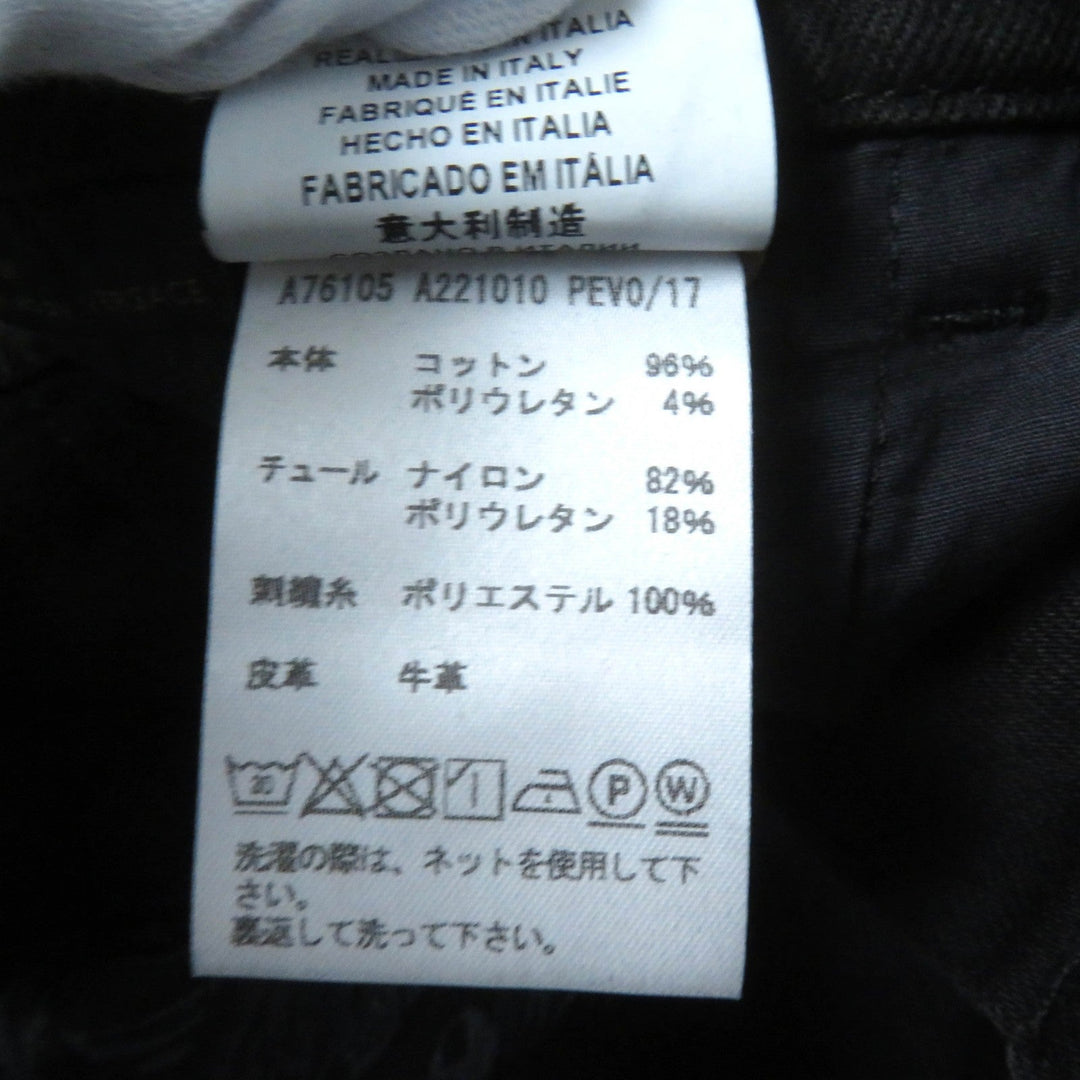 ITALIA
MADE IN ITALY
FABRIQUÉ EN ITALIE
HECHO EN ITALIA
FABRICADO EM ITÁLIA
意大利制造
A76105 A221010 PEV0/17
本体 コットン 96%
ポリウレタン 4%
チュール ナイロン 82%
ポリウレタン 18%
刺繍糸 ポリエステル 100%
皮革 牛革
30
P W
洗濯の際は、ネットを使用して下
さい。
裏返して洗って下さい。